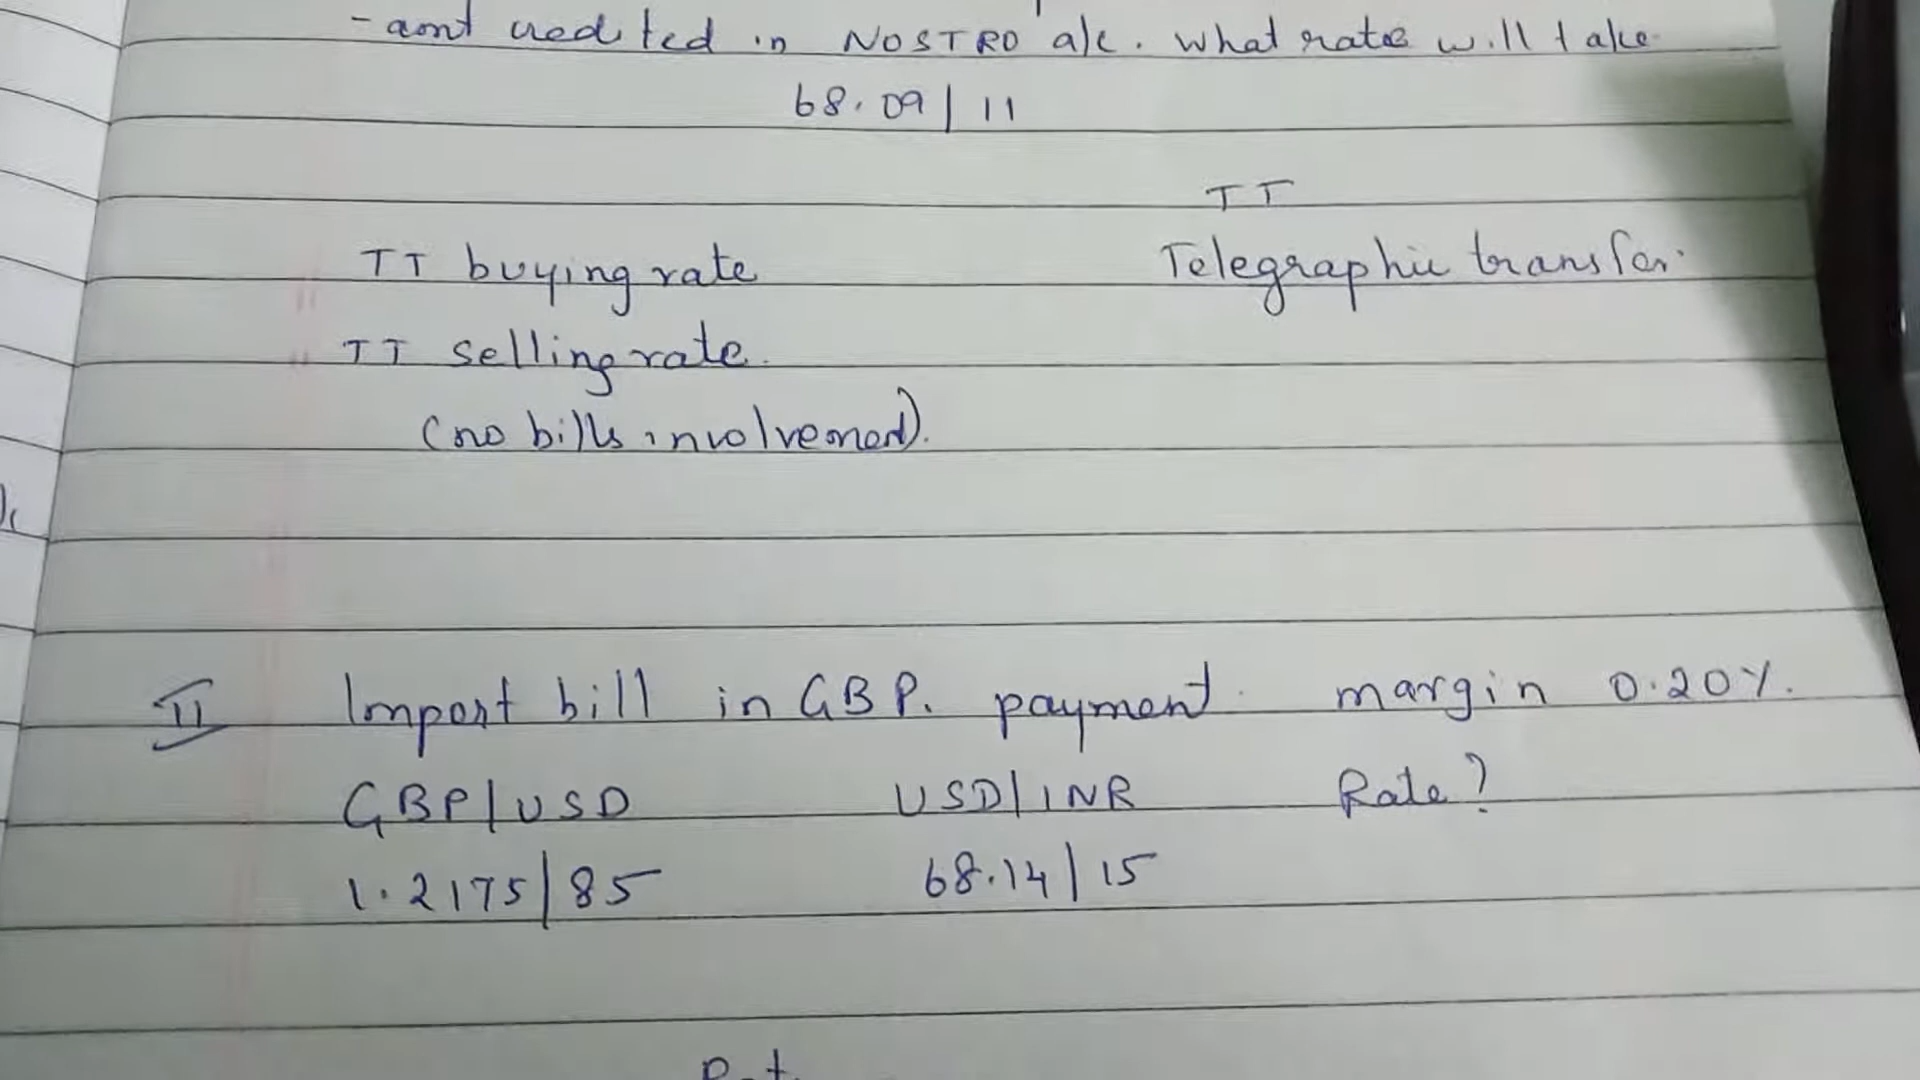 - amt credited in NOSTRO a/c. What rate will take
68.09 | 11
TT
TT buying rate Telegraphic transfer.
TT selling rate.
(no bills involvemend).
II Import bill in GBP. payment. margin 0.20%.
GBP/USD USD/INR Rate?
1.2175/85 68.14/15